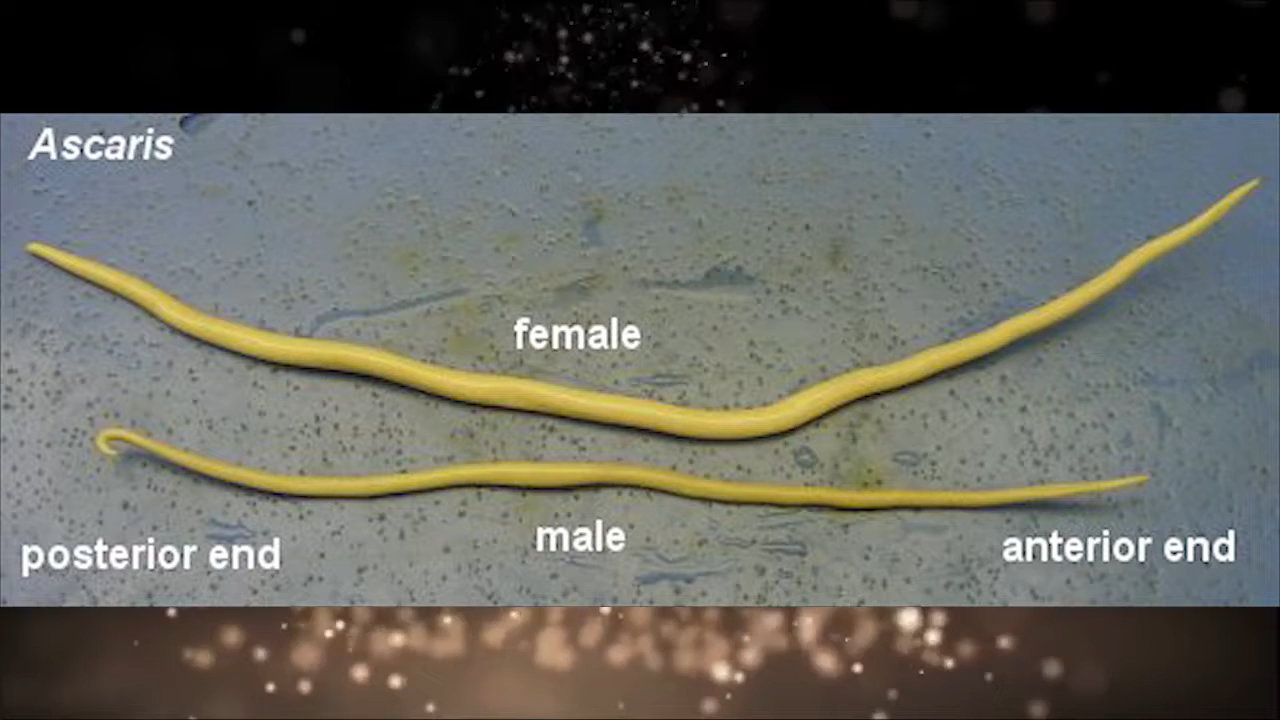 Ascaris
female
male
posterior end
anterior end